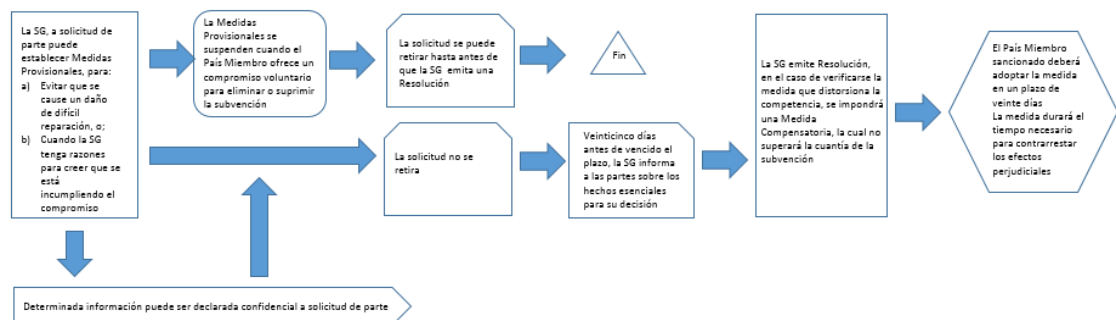 La SG, a solicitud de
parte puede
establecer Medidas
Provisionales, para:
a) Evitar que se
cause un daño
de difícil
reparación, o;
b) Cuando la SG
tenga razones
para creer que se
está
incumpliendo el
compromiso
La Medidas
Provisionales se
suspenden cuando el
País Miembro ofrece un
compromiso voluntario
para eliminar o suprimir
la subvención
La solicitud se puede
retirar hasta antes de
que la SG emita una
Resolución
Fin
La solicitud no se
retira
Veinticinco días
antes de vencido el
plazo, la SG informa
a las partes sobre los
hechos esenciales
para su decisión
La SG emite Resolución,
en el caso de verificarse la
medida que distorsiona la
competencia, se impondrá
una Medida
Compensatoria, la cual no
superará la cuantía de la
subvención
El País Miembro
sancionado deberá
adoptar la medida
en un plazo de
veinte días
La medida durará el
tiempo necesario
para contrarrestar
los efectos
perjudiciales
Determinada información puede ser declarada confidencial a solicitud de parte